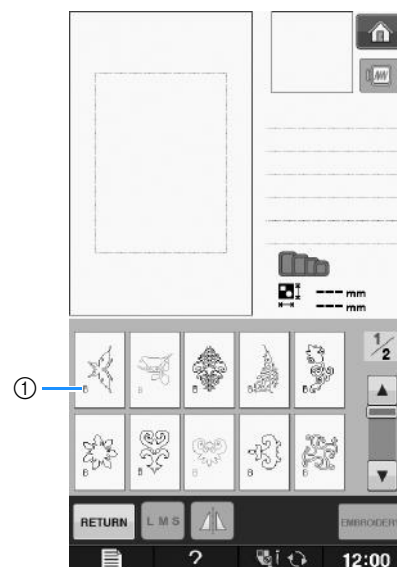 --- mm
--- mm
1/2
①
RETURN
L M S
EMBROIDERY
?
i
12:00